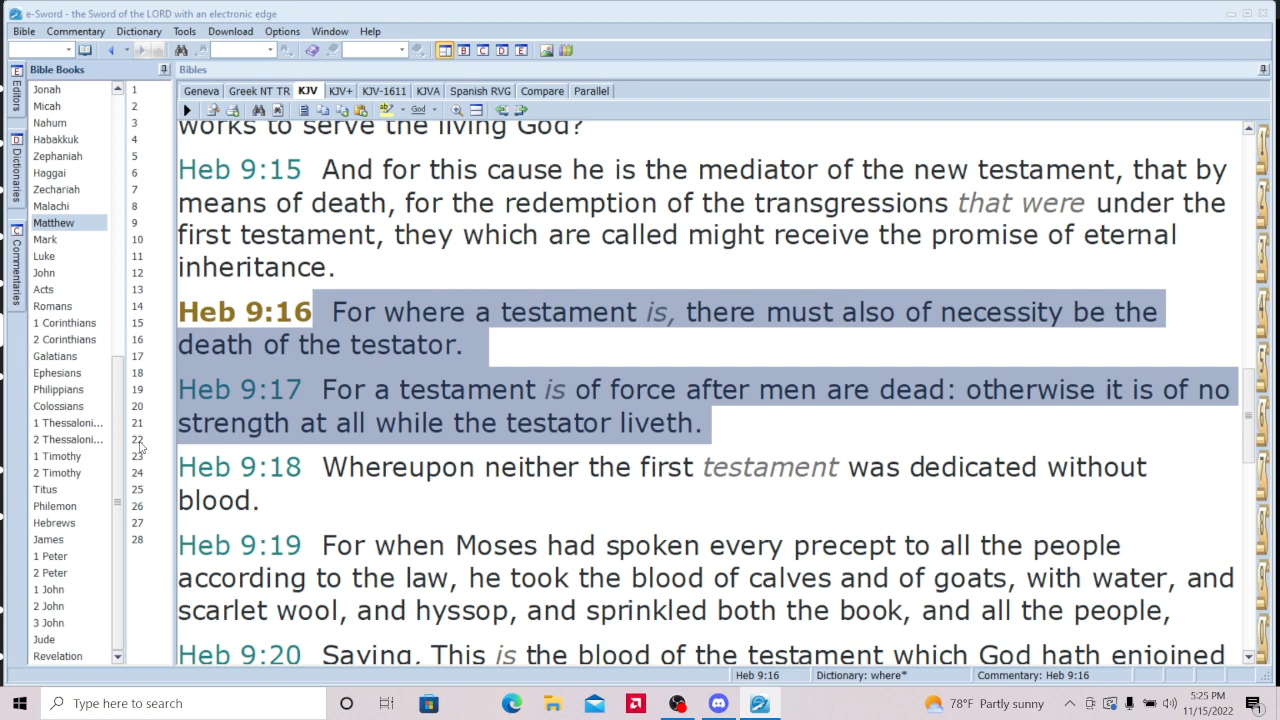 e-Sword - the Sword of the LORD with an electronic edge
Bible Commentary Dictionary Tools Options Download Window Help
Bible Books
Bibles
Editors
Dictionaries
Commentaries
Jonah
Micah
Nahum
Habakkuk
Zephaniah
Haggai
Zechariah
Malachi
Matthew
Mark
Luke
John
Acts
Romans
1 Corinthians
2 Corinthians
Galatians
Ephesians
Philippians
Colossians
1 Thessaloni...
2 Thessaloni...
1 Timothy
2 Timothy
Titus
Philemon
Hebrews
James
1 Peter
2 Peter
1 John
2 John
3 John
Jude
Revelation
1
2
3
4
5
6
7
8
9
10
11
12
13
14
15
16
17
18
19
20
21
22
23
24
25
26
27
28
Geneva Greek NT TR KJV KJV+ KJV-1611 KJVA Spanish RVG Compare Parallel
God
works to serve the living God?
Heb 9:15 And for this cause he is the mediator of the new testament, that by
means of death, for the redemption of the transgressions that were under the
first testament, they which are called might receive the promise of eternal
inheritance.
Heb 9:16 For where a testament is, there must also of necessity be the
death of the testator.
Heb 9:17 For a testament is of force after men are dead: otherwise it is of no
strength at all while the testator liveth.
Heb 9:18 Whereupon neither the first testament was dedicated without
blood.
Heb 9:19 For when Moses had spoken every precept to all the people
according to the law, he took the blood of calves and of goats, with water, and
scarlet wool, and hyssop, and sprinkled both the book, and all the people,
Heb 9:20 Saying, This is the blood of the testament which God hath enjoined
Heb 9:16 Dictionary: where* Commentary: Heb 9:16
Type here to search
78°F Partly sunny
5:25 PM
11/15/2022